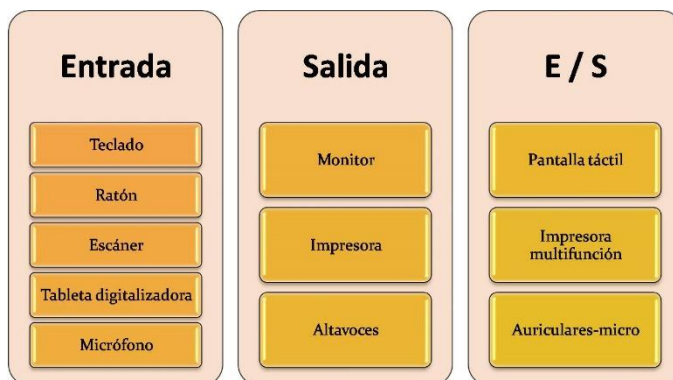 Entrada
Teclado
Ratón
Escáner
Tableta digitalizadora
Micrófono
Salida
Monitor
Impresora
Altavoces
E / S
Pantalla táctil
Impresora
multifunción
Auriculares-micro